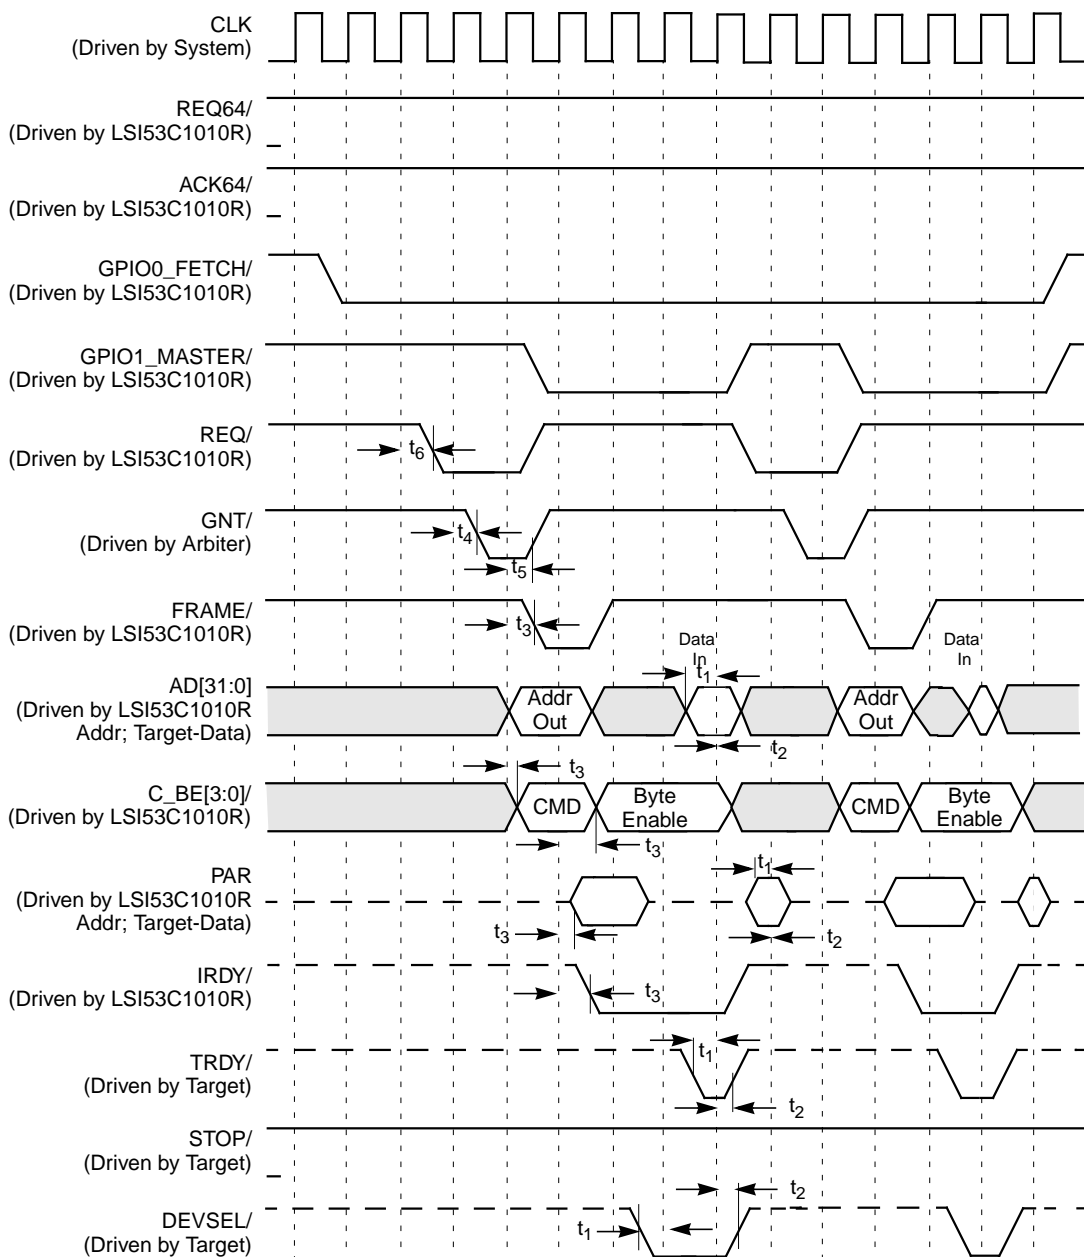 CLK
(Driven by System)
REQ64/
(Driven by LSI53C1010R)
ACK64/
(Driven by LSI53C1010R)
GPIO0_FETCH/
(Driven by LSI53C1010R)
GPIO1_MASTER/
(Driven by LSI53C1010R)
REQ/
(Driven by LSI53C1010R)
t6
GNT/
(Driven by Arbiter)
t4
t5
FRAME/
(Driven by LSI53C1010R)
t3
Data
In
Data
In
t1
AD[31:0]
(Driven by LSI53C1010R
Addr; Target-Data)
Addr
Out
Addr
Out
t2
t3
C_BE[3:0]/
(Driven by LSI53C1010R)
CMD
Byte
Enable
CMD
Byte
Enable
t3
t1
PAR
(Driven by LSI53C1010R
Addr; Target-Data)
t3
t2
IRDY/
(Driven by LSI53C1010R)
t3
t1
TRDY/
(Driven by Target)
t2
STOP/
(Driven by Target)
t2
DEVSEL/
(Driven by Target)
t1